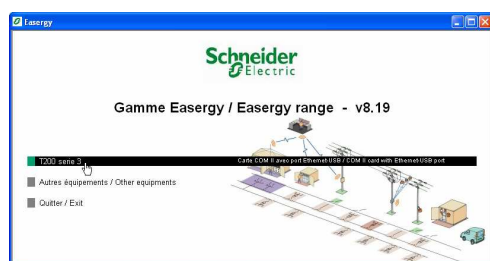 Easergy
Schneider
Electric
Gamme Easergy / Easergy range - v8.19
T200 serie 3
Carte COM II avec port Ethernet-USB / COM II card with Ethernet-USB port
Autres équipements / Other equipments
Quitter / Exit